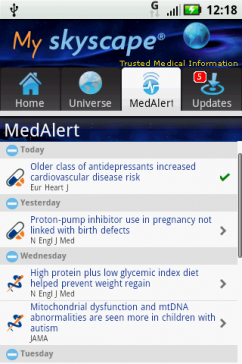 G 12:18
My skyscape®
Trusted Medical Information
5
Home Universe MedAlert Updates
MedAlert
Today
Older class of antidepressants increased
cardiovascular disease risk
Eur Heart J
Yesterday
Proton-pump inhibitor use in pregnancy not
linked with birth defects
N Engl J Med
Wednesday
High protein plus low glycemic index diet
helped prevent weight regain
N Engl J Med
Mitochondrial dysfunction and mtDNA
abnormalities are seen more in children with
autism
JAMA
Tuesday